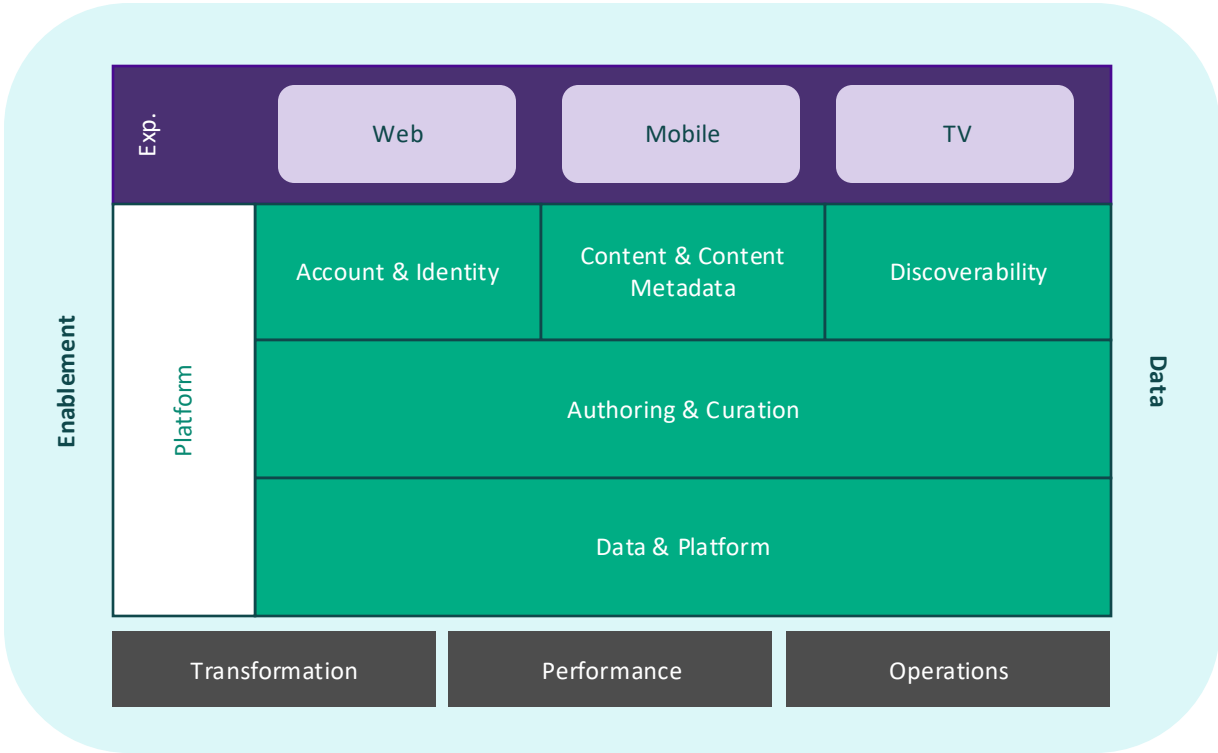 Exp.
Web
Mobile
TV
Account & Identity
Content & Content
Metadata
Discoverability
Enablement
Platform
Authoring & Curation
Data
Data & Platform
Transformation
Performance
Operations